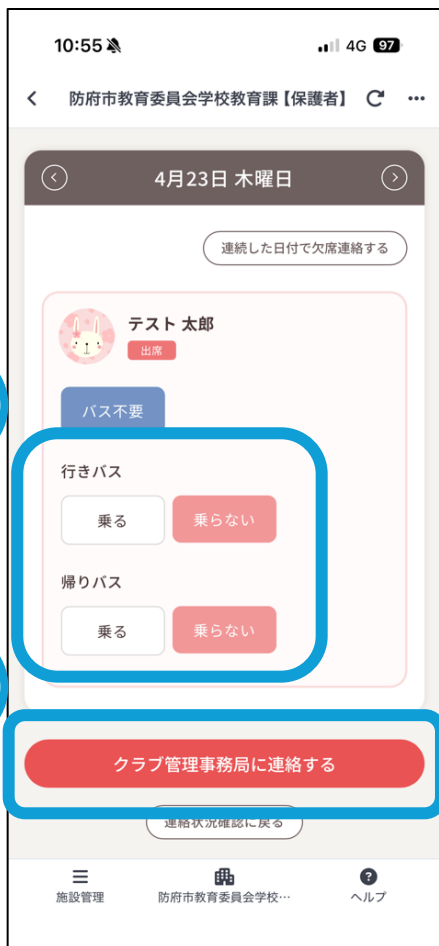 10:55
4G 97
防府市教育委員会学校教育課【保護者】
4月23日 木曜日
連続した日付で欠席連絡する
テスト 太郎
出席
バス不要
行きバス
乗る 乗らない
帰りバス
乗る 乗らない
クラブ管理事務局に連絡する
連絡状況確認に戻る
施設管理 防府市教育委員会学校… ヘルプ